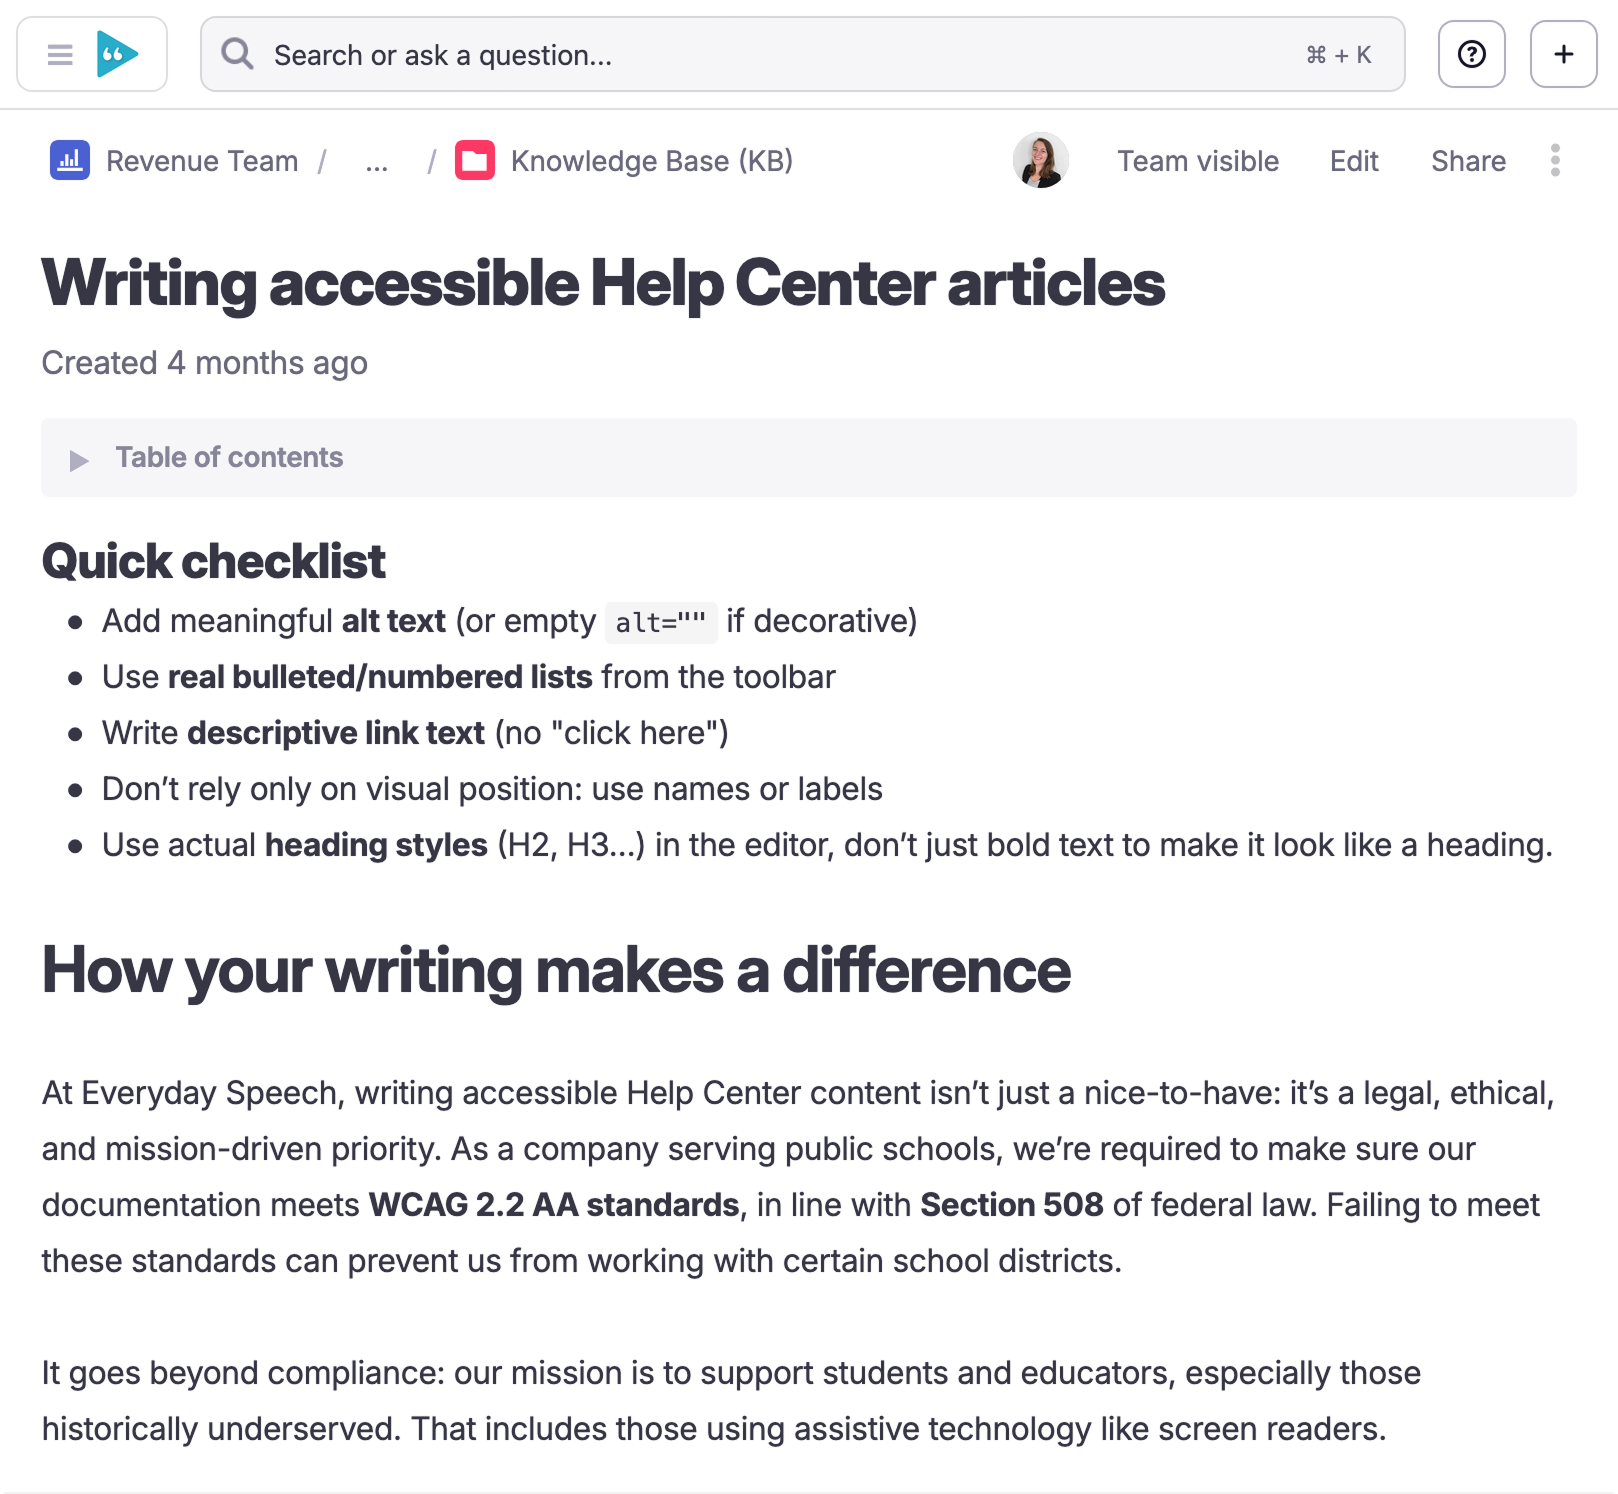 Search or ask a question...
⌘ + K
Revenue Team / ... / Knowledge Base (KB)
Team visible
Edit
Share
Writing accessible Help Center articles
Created 4 months ago
Table of contents
Quick checklist
Add meaningful alt text (or empty alt="" if decorative)
Use real bulleted/numbered lists from the toolbar
Write descriptive link text (no "click here")
Don’t rely only on visual position: use names or labels
Use actual heading styles (H2, H3...) in the editor, don’t just bold text to make it look like a heading.
How your writing makes a difference
At Everyday Speech, writing accessible Help Center content isn’t just a nice-to-have: it’s a legal, ethical,
and mission-driven priority. As a company serving public schools, we’re required to make sure our
documentation meets WCAG 2.2 AA standards, in line with Section 508 of federal law. Failing to meet
these standards can prevent us from working with certain school districts.
It goes beyond compliance: our mission is to support students and educators, especially those
historically underserved. That includes those using assistive technology like screen readers.